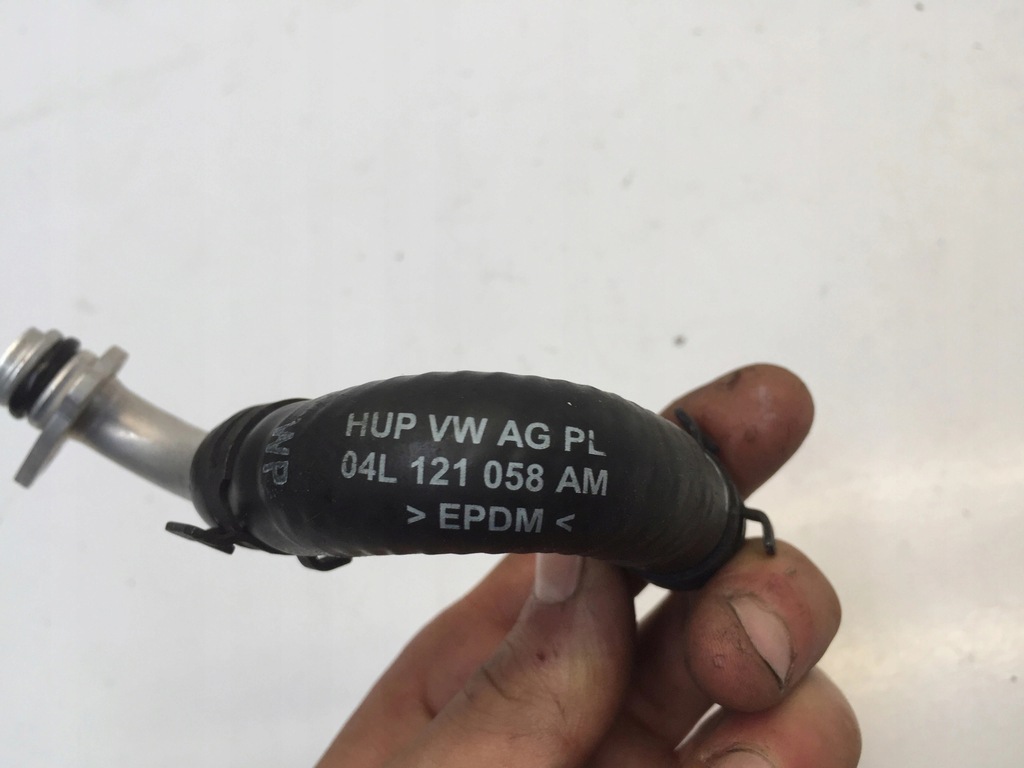 HUP VW AG PL
04L 121 058 AM
> EPDM <